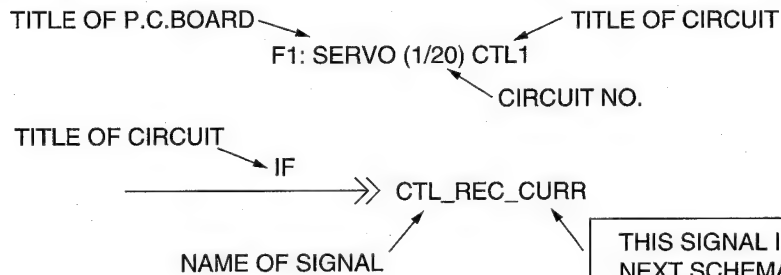 TITLE OF P.C.BOARD
TITLE OF CIRCUIT
F1: SERVO (1/20) CTL1
CIRCUIT NO.
TITLE OF CIRCUIT
IF
CTL_REC_CURR
NAME OF SIGNAL
THIS SIGNAL I
NEXT SCHEMA